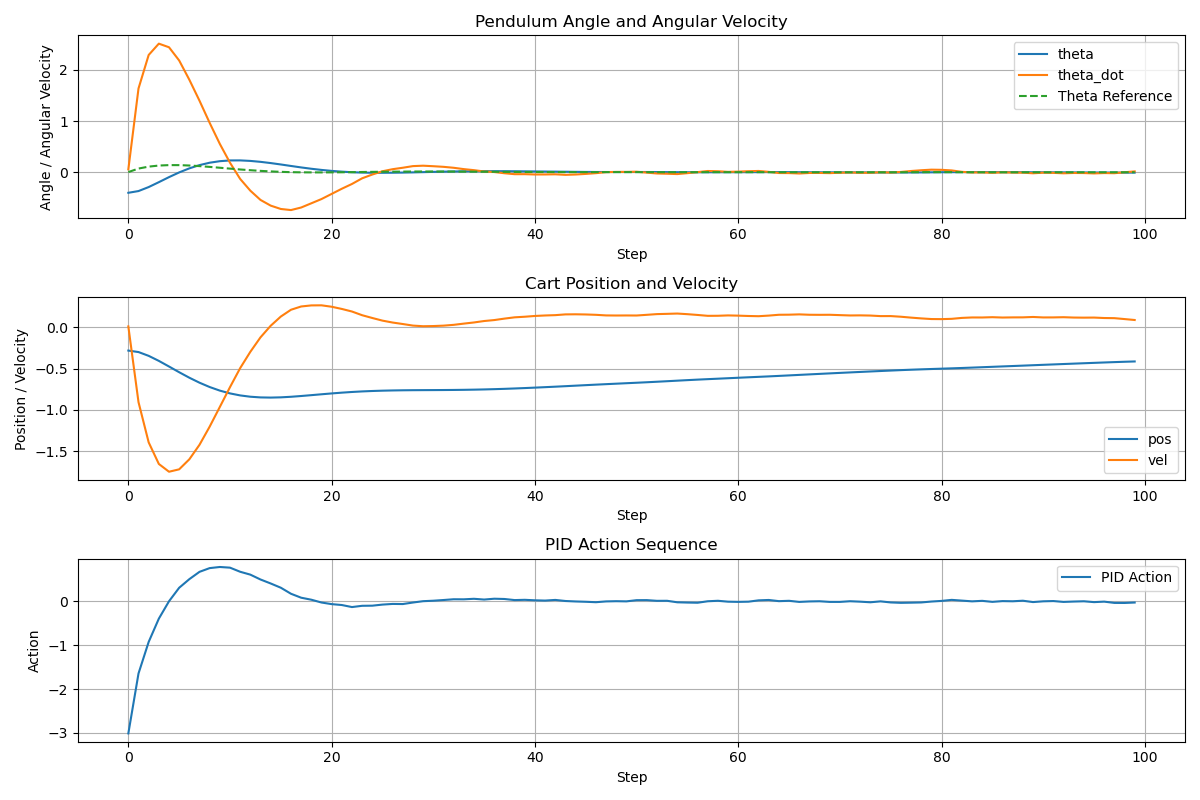 Pendulum Angle and Angular Velocity
Angle / Angular Velocity
2
1
0
theta
theta_dot
Theta Reference
0 20 40 60 80 100
Step
Cart Position and Velocity
Position / Velocity
0.0
−0.5
−1.0
−1.5
pos
vel
0 20 40 60 80 100
Step
PID Action Sequence
Action
0
−1
−2
−3
PID Action
0 20 40 60 80 100
Step